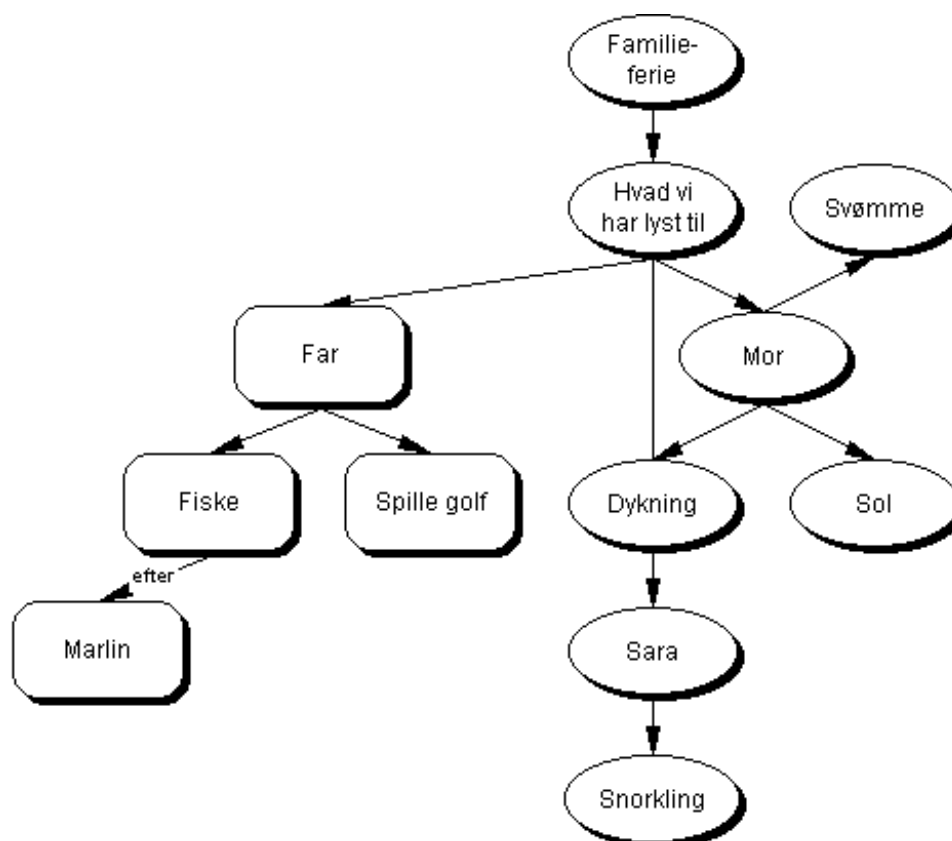 Familie-
ferie
Hvad vi
har lyst til
Svømme
Far
Mor
Fiske
Spille golf
Dykning
Sol
efter
Marlin
Sara
Snorkling